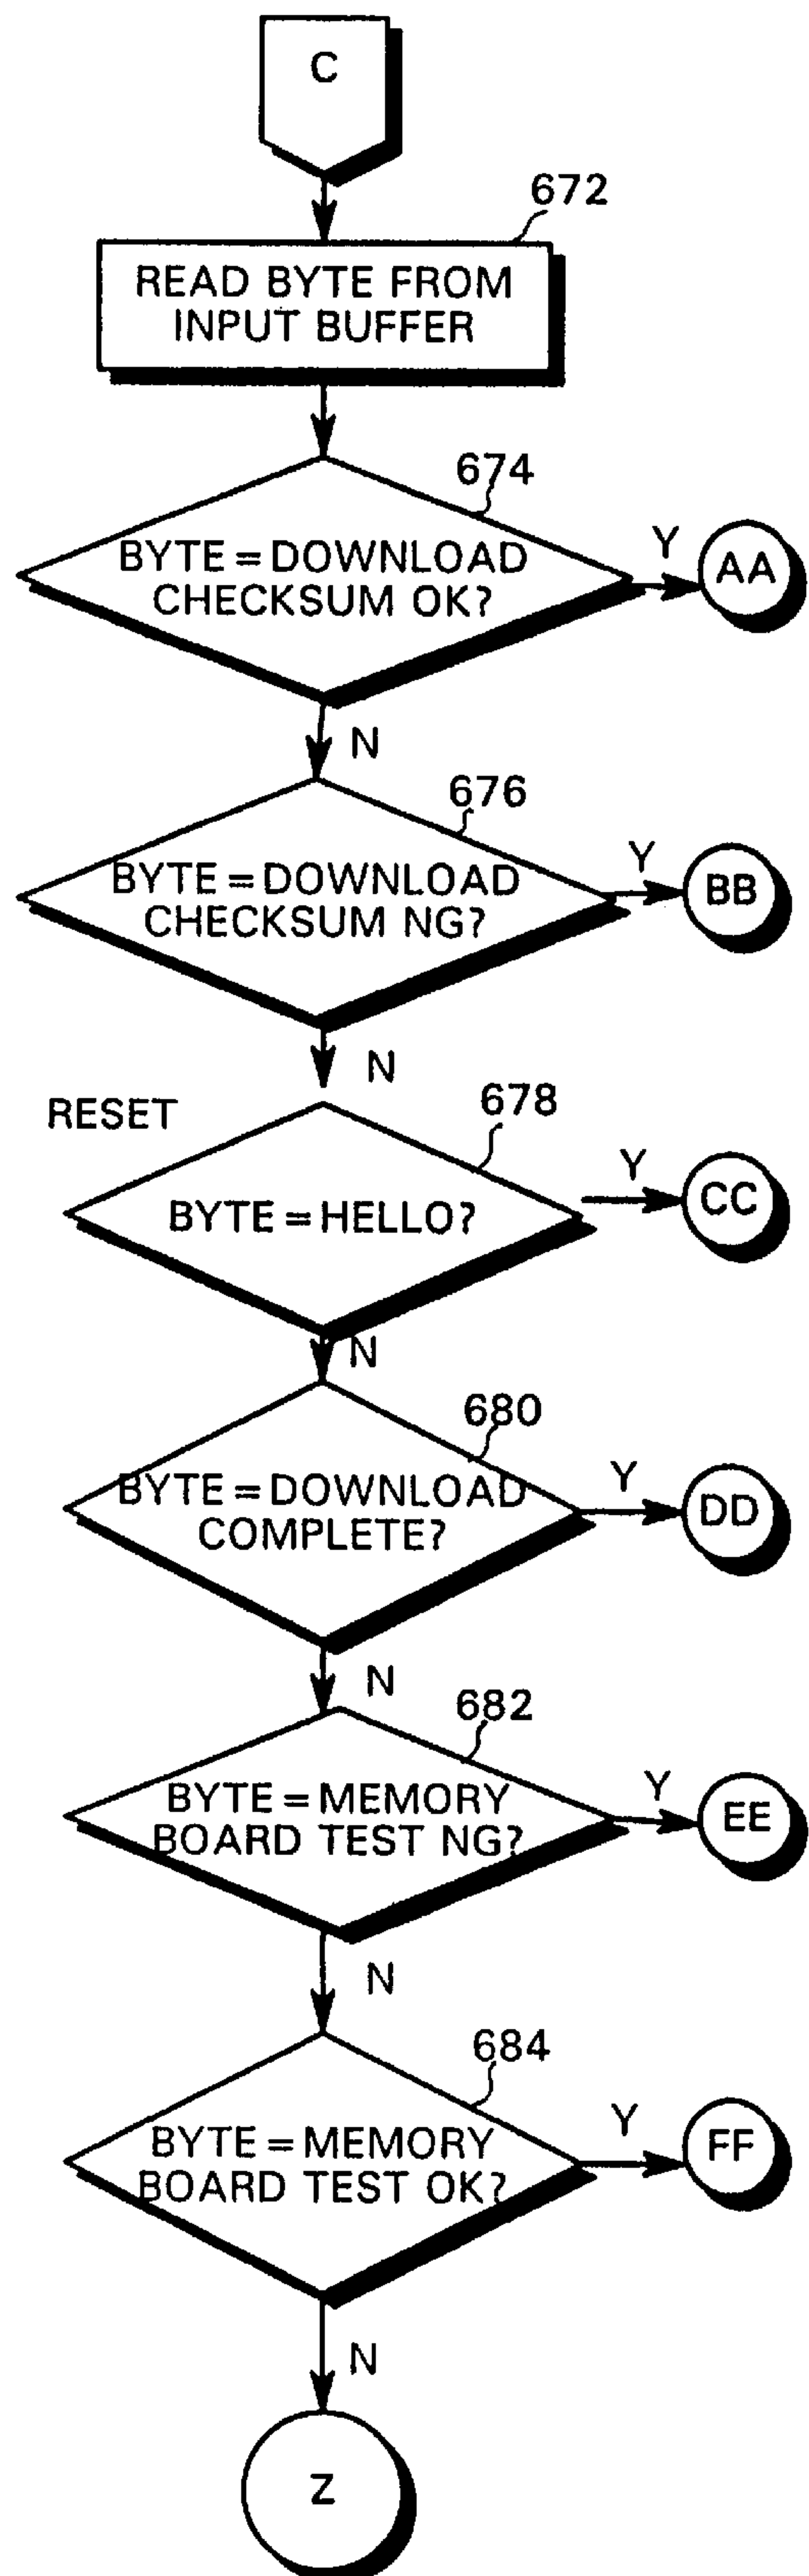 C
672
READ BYTE FROM
INPUT BUFFER
674
BYTE = DOWNLOAD
CHECKSUM OK?
Y
AA
N
676
BYTE = DOWNLOAD
CHECKSUM NG?
Y
BB
N
RESET
678
BYTE = HELLO?
Y
CC
N
680
BYTE = DOWNLOAD
COMPLETE?
Y
DD
N
682
BYTE = MEMORY
BOARD TEST NG?
Y
EE
N
684
BYTE = MEMORY
BOARD TEST OK?
Y
FF
N
Z